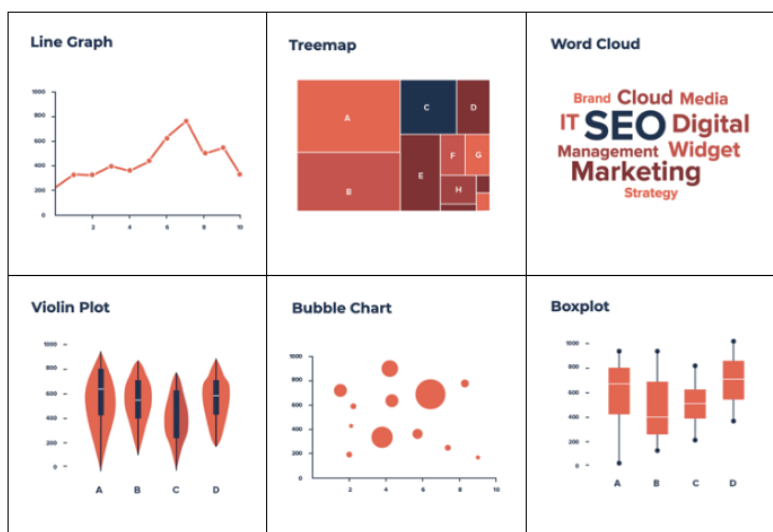 Line Graph
1000
800
600
400
200
0
2 4 6 8 10
Treemap
A
B
C
D
E
F
G
H
Word Cloud
Brand Cloud Media
IT SEO Digital
Management Widget
Marketing
Strategy
Violin Plot
1000
800
600
400
200
0
A B C D
Bubble Chart
1000
800
600
400
200
0
2 4 6 8 10
Boxplot
1000
800
600
400
200
0
A B C D